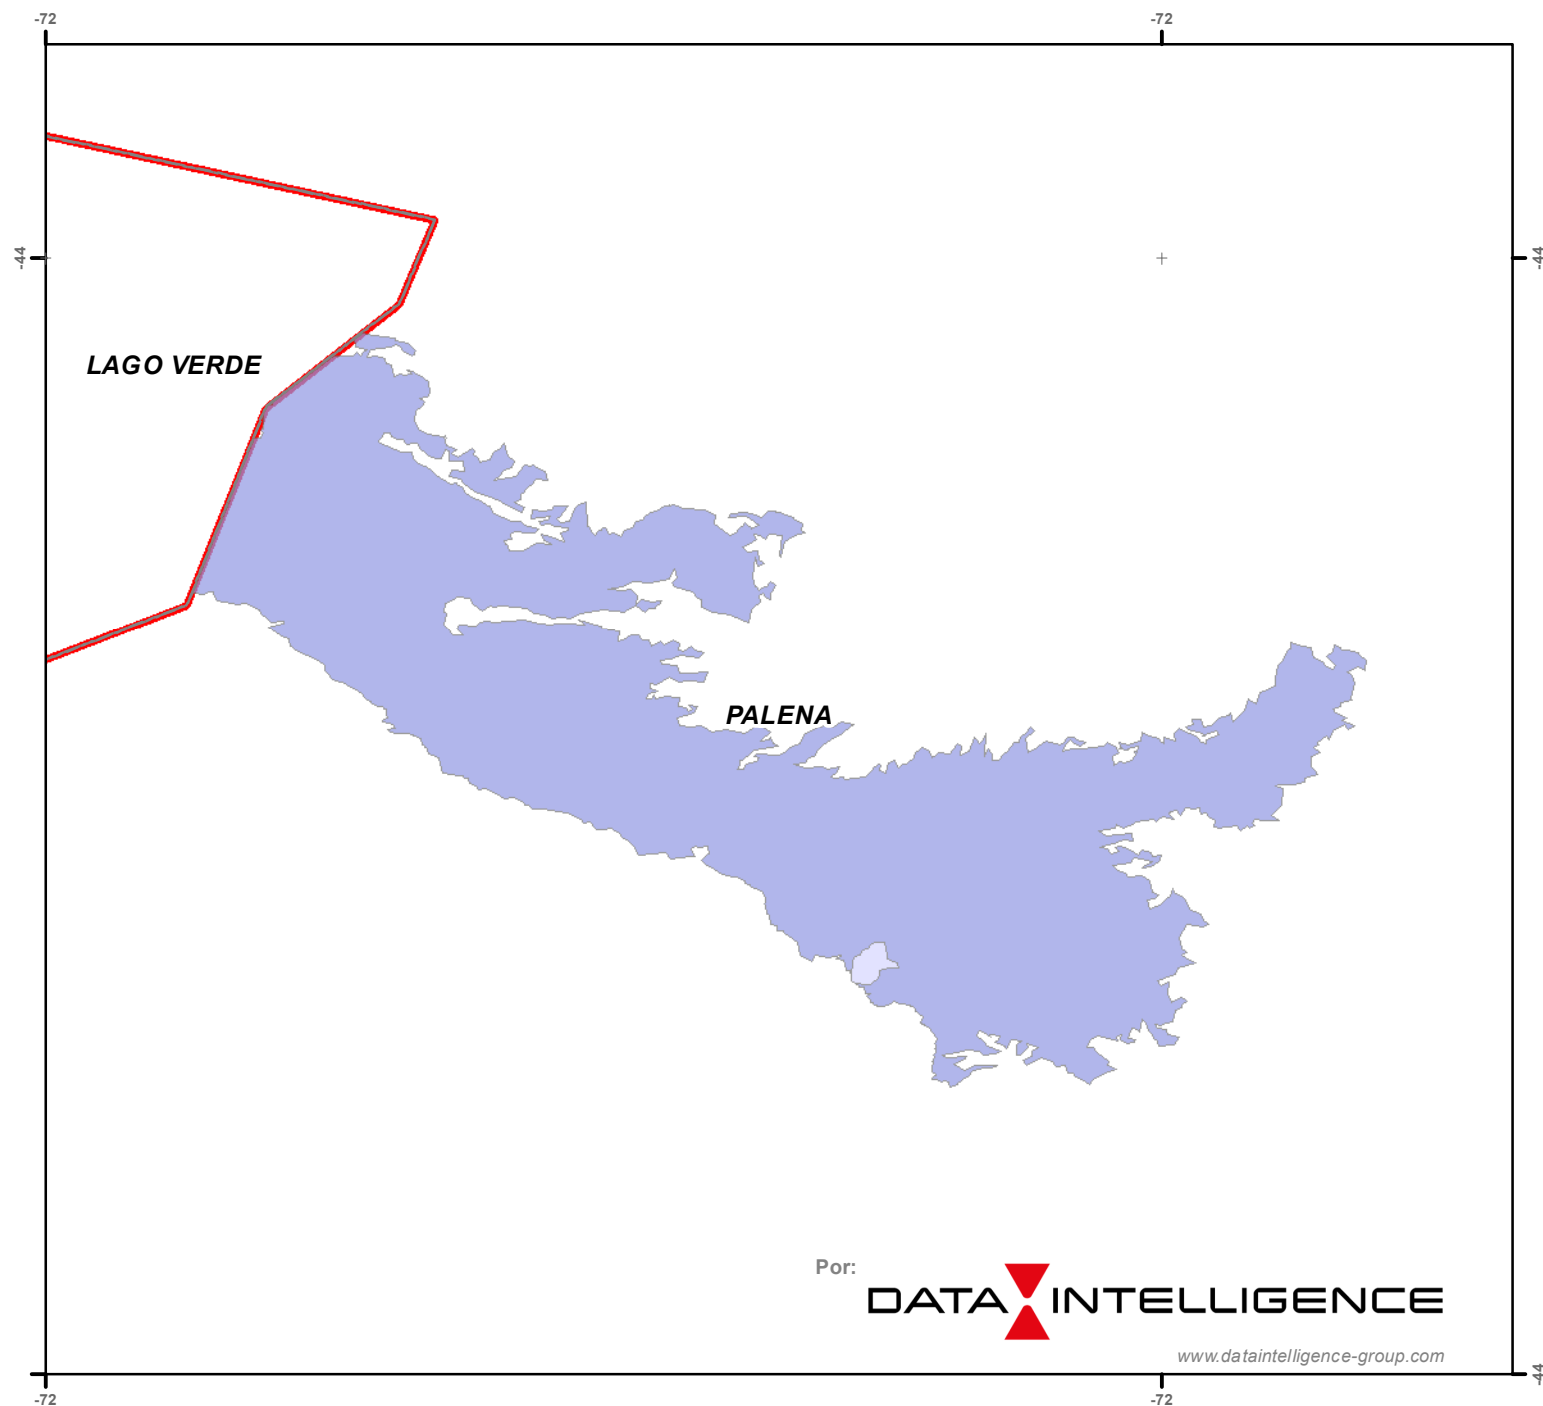 -72 -72
-44 -44
LAGO VERDE
PALENA
Por:
DATA INTELLIGENCE
www.dataintelligence-group.com
-44
-72 -72